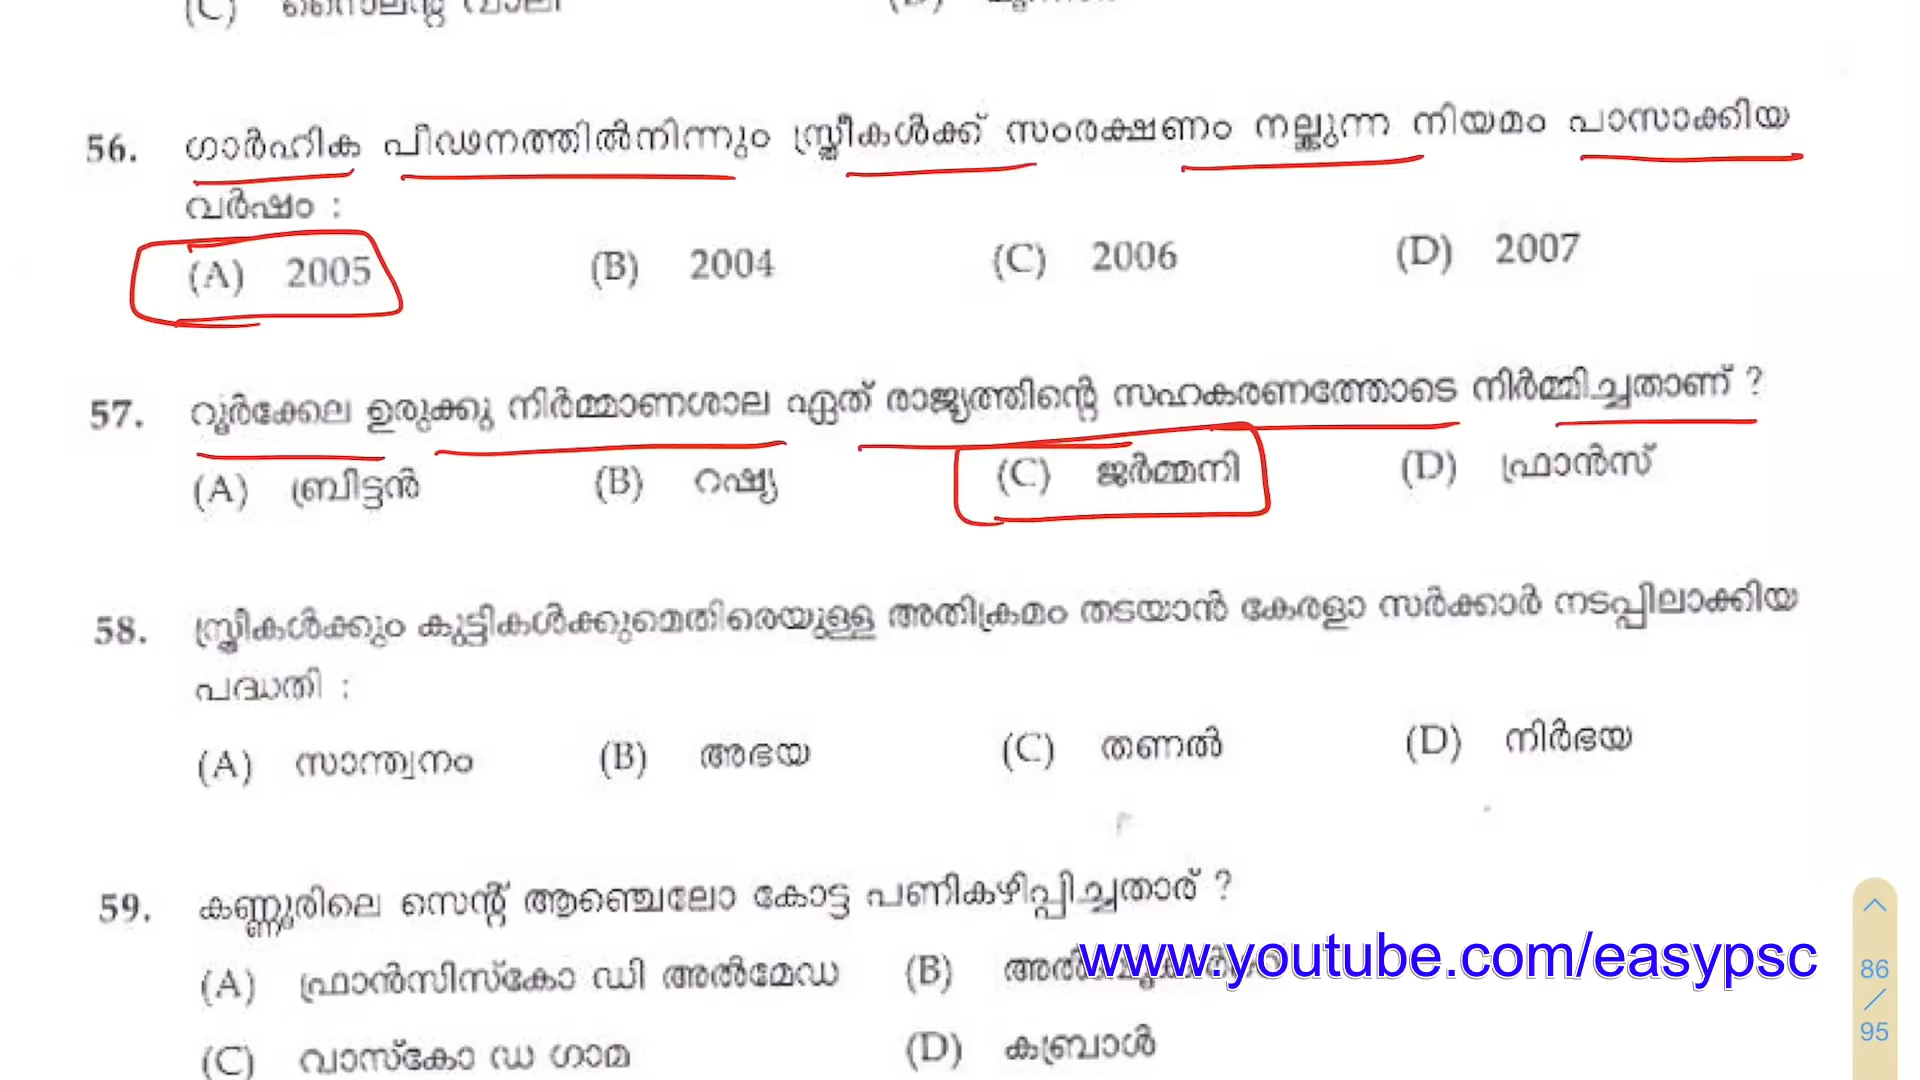 (C) സൈലന്റ് വാലി (D)
56. ഗാർഹിക പീഢനത്തിൽനിന്നും സ്ത്രീകൾക്ക് സംരക്ഷണം നല്കുന്ന നിയമം പാസാക്കിയ
വർഷം :
(A) 2005 (B) 2004 (C) 2006 (D) 2007
57. റൂർക്കേല ഉരുക്കു നിർമ്മാണശാല ഏത് രാജ്യത്തിന്റെ സഹകരണത്തോടെ നിർമ്മിച്ചതാണ് ?
(A) ബ്രിട്ടൻ (B) റഷ്യ (C) ജർമ്മനി (D) ഫ്രാൻസ്
58. സ്ത്രീകൾക്കും കുട്ടികൾക്കുമെതിരെയുള്ള അതിക്രമം തടയാൻ കേരളാ സർക്കാർ നടപ്പിലാക്കിയ
പദ്ധതി :
(A) സാന്ത്വനം (B) അഭയ (C) തണൽ (D) നിർഭയ
59. കണ്ണൂരിലെ സെന്റ് ആഞ്ചെലോ കോട്ട പണികഴിപ്പിച്ചതാര് ?
(A) ഫ്രാൻസിസ്കോ ഡി അൽമേഡ (B)
www.youtube.com/easypsc
(C) വാസ്കോ ഡ ഗാമ (D) കബ്രാൾ
86
/
95